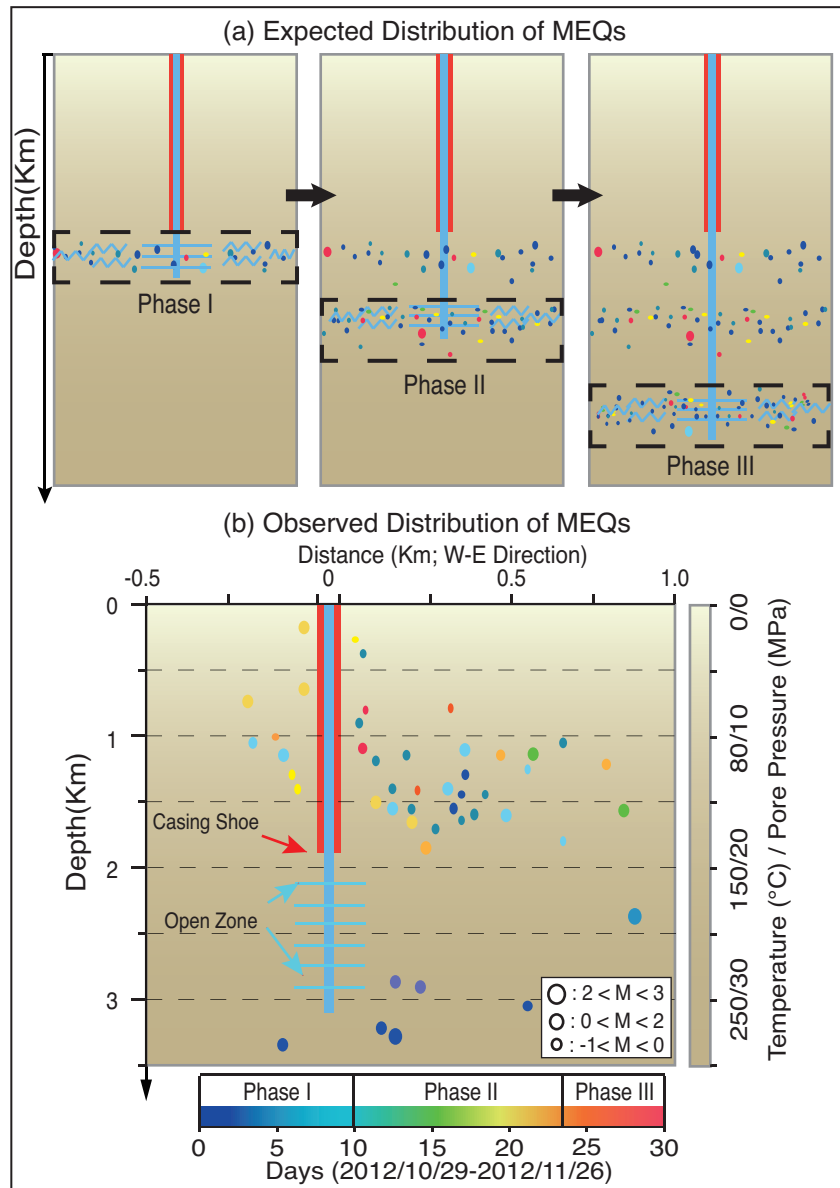 (a) Expected Distribution of MEQs
Depth(Km)
Phase I
Phase II
Phase III
(b) Observed Distribution of MEQs
Distance (Km; W-E Direction)
-0.5 0 0.5 1.0
0
1
2
3
Depth(Km)
Casing Shoe
Open Zone
: 2 < M < 3
: 0 < M < 2
: -1< M < 0
0/0
80/10
150/20
250/30
Temperature (°C) / Pore Pressure (MPa)
Phase I Phase II Phase III
0 5 10 15 20 25 30
Days (2012/10/29-2012/11/26)